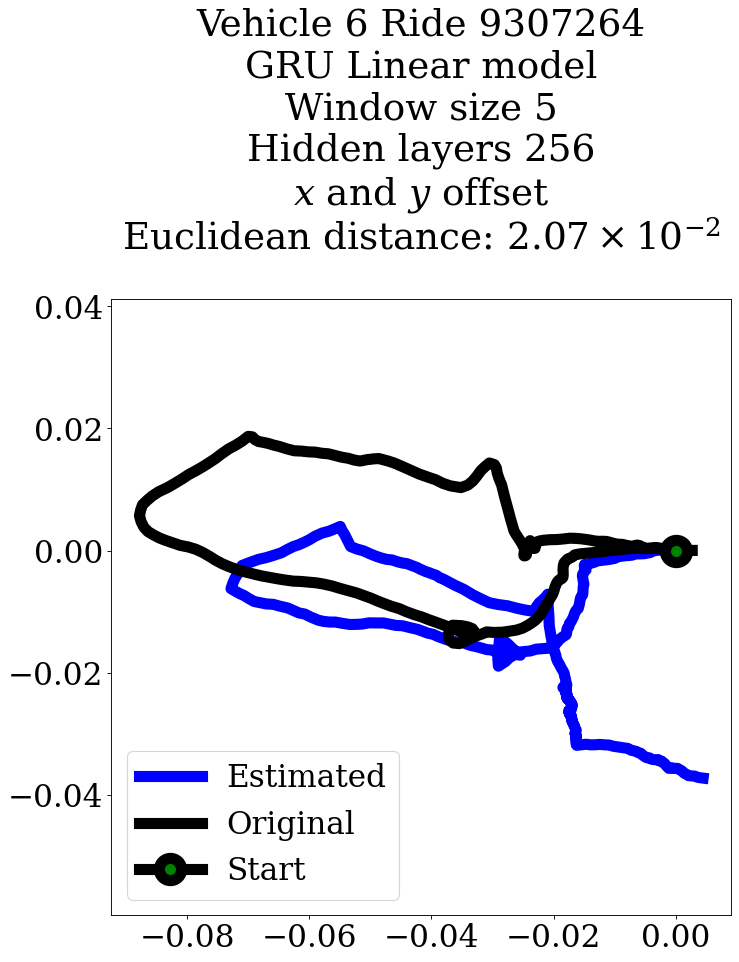 Vehicle 6 Ride 9307264
GRU Linear model
Window size 5
Hidden layers 256
x and y offset
Euclidean distance: 2.07 × 10⁻²
0.04
0.02
0.00
−0.02
−0.04
Estimated
Original
Start
−0.08 −0.06 −0.04 −0.02 0.00